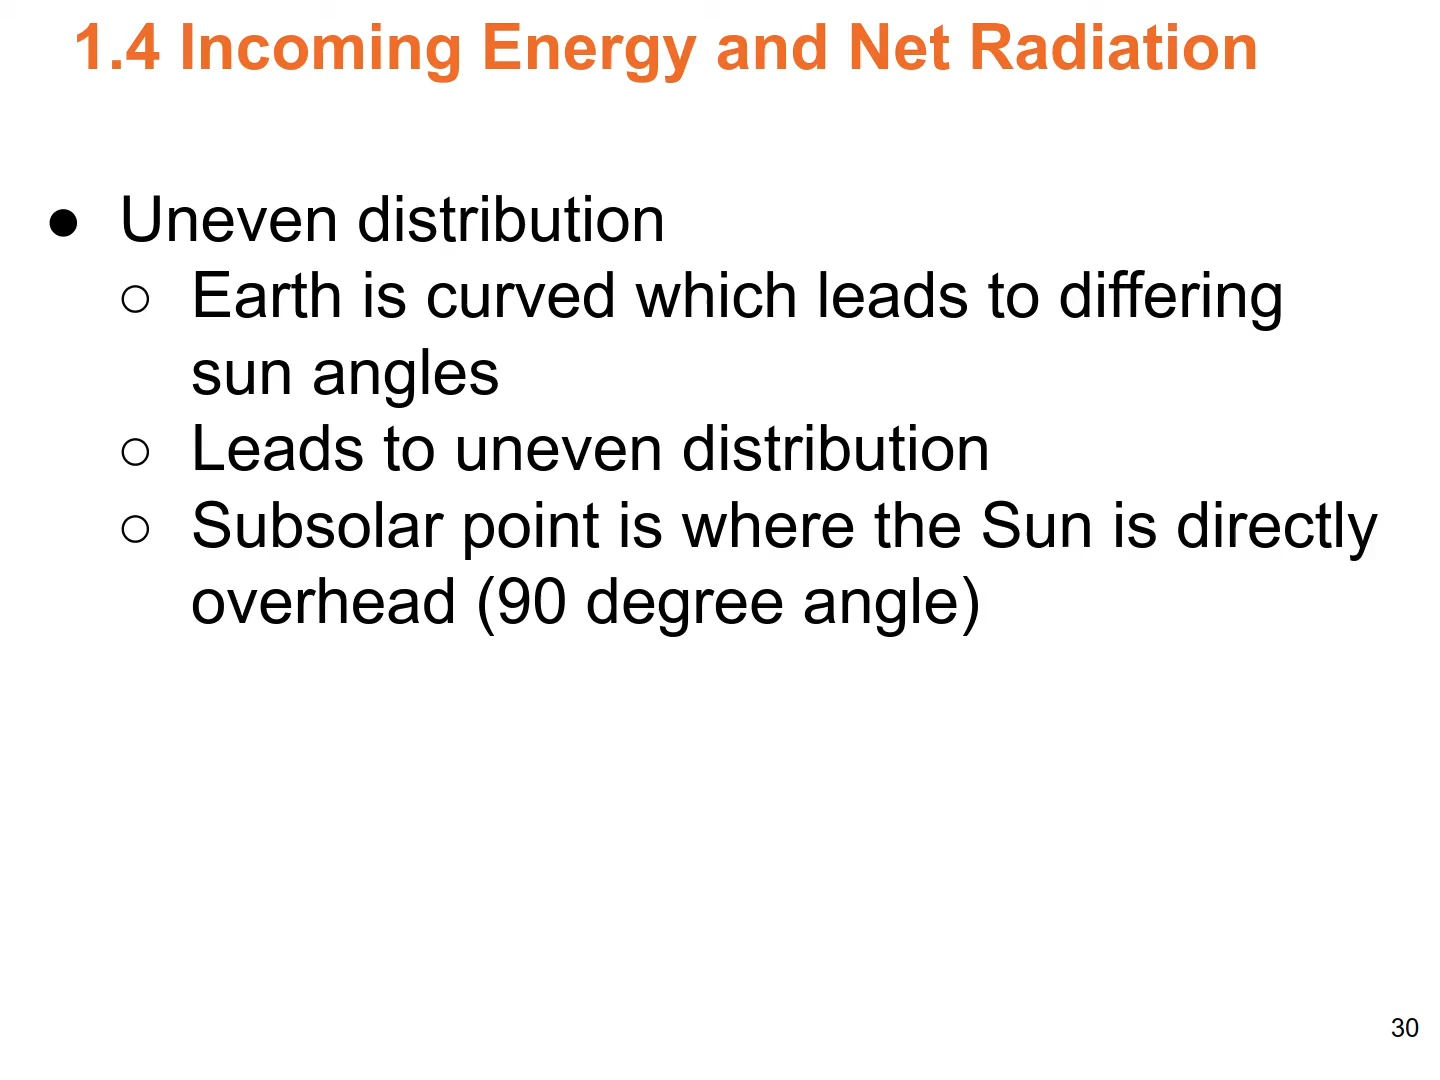 1.4 Incoming Energy and Net Radiation
● Uneven distribution
○ Earth is curved which leads to differing
sun angles
○ Leads to uneven distribution
○ Subsolar point is where the Sun is directly
overhead (90 degree angle)
30